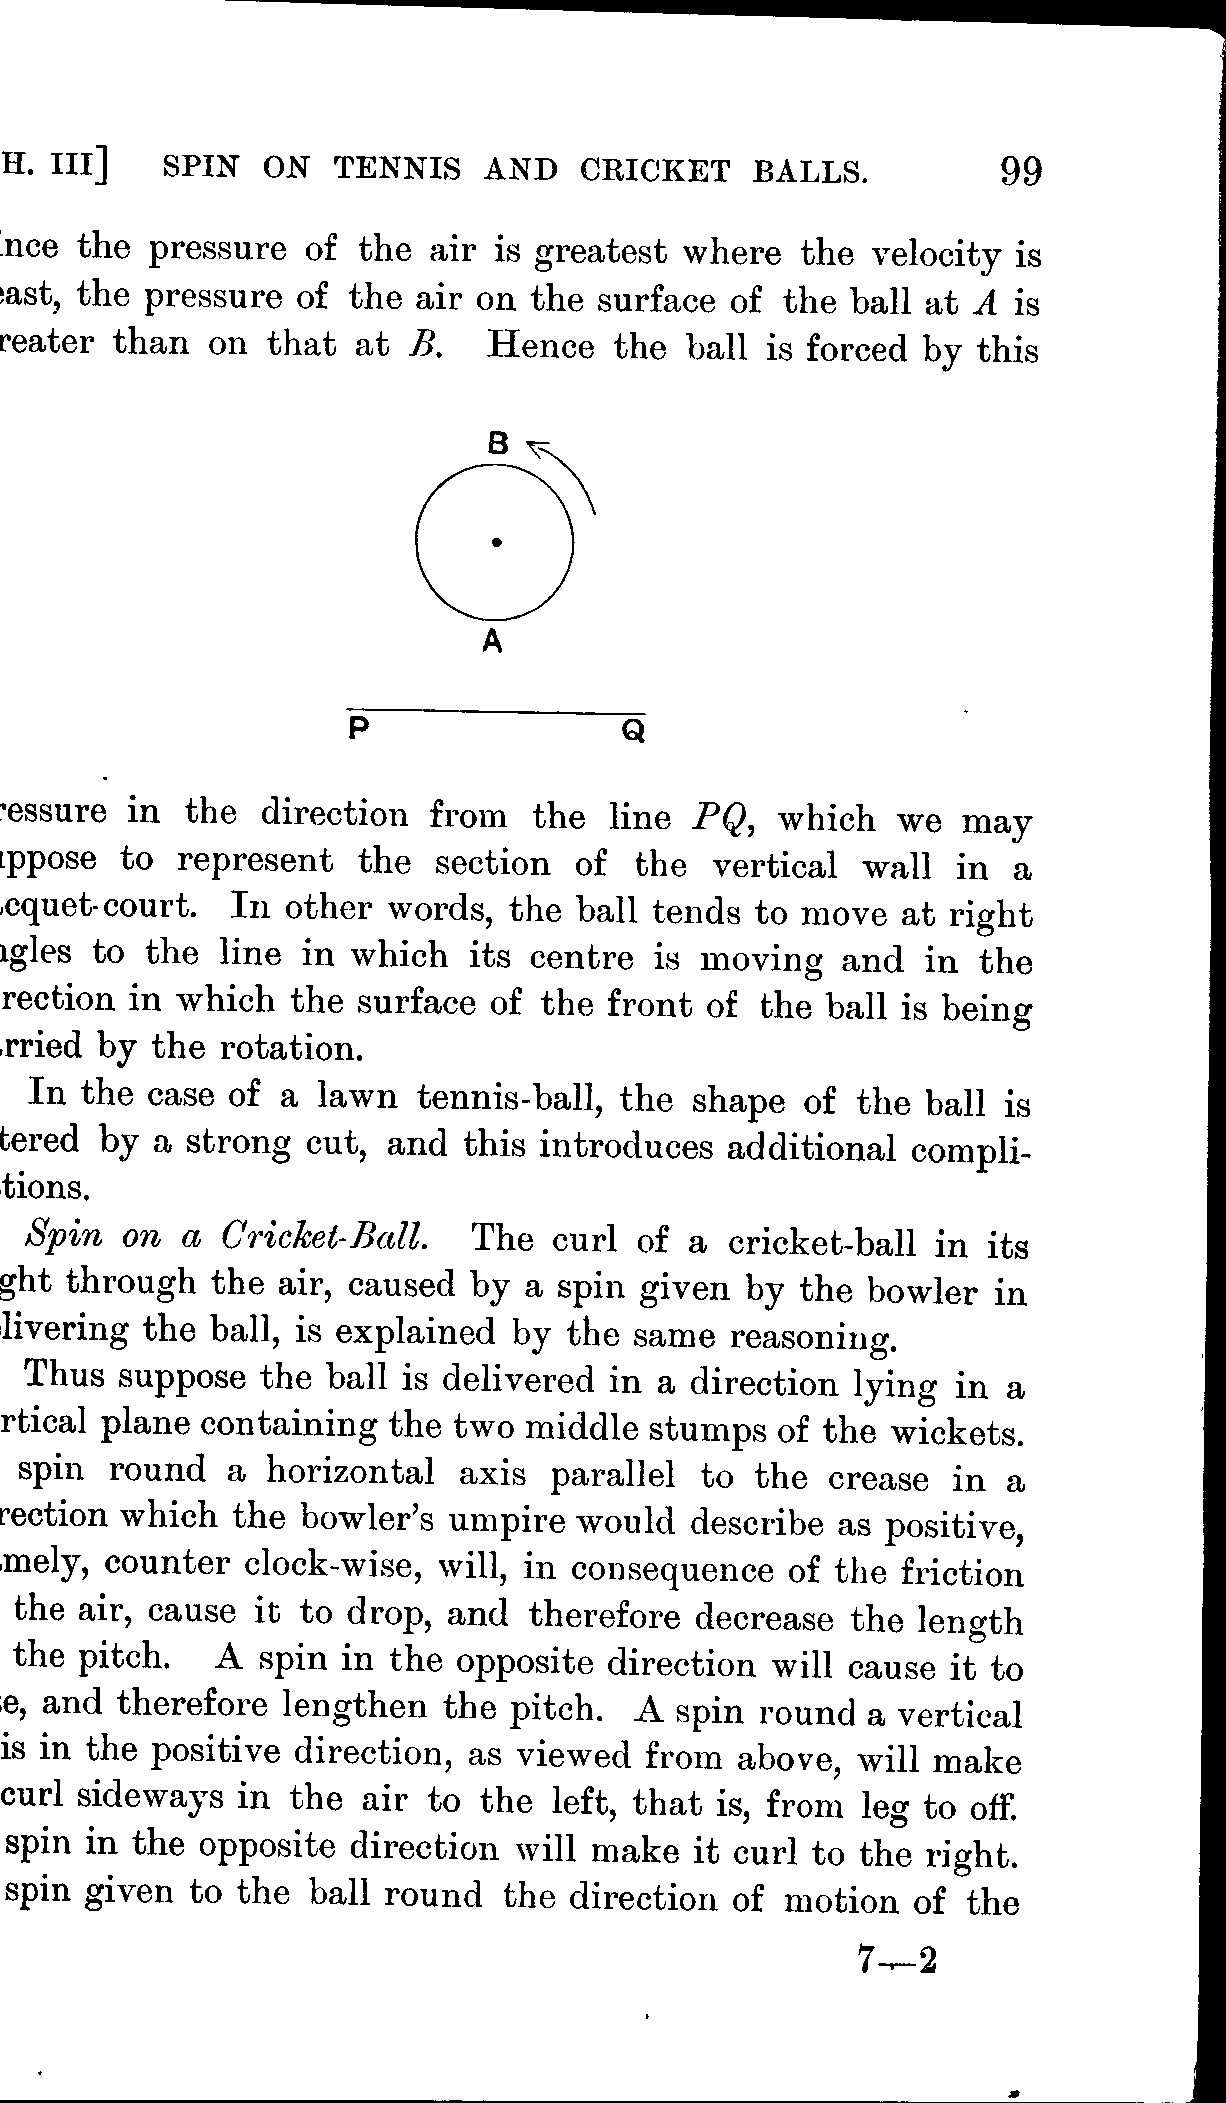 H. III] SPIN ON TENNIS AND CRICKET BALLS. 99
ince the pressure of the air is greatest where the velocity is
east, the pressure of the air on the surface of the ball at A is
reater than on that at B. Hence the ball is forced by this
B
A
P Q
ressure in the direction from the line PQ, which we may
ppose to represent the section of the vertical wall in a
cquet-court. In other words, the ball tends to move at right
gles to the line in which its centre is moving and in the
rection in which the surface of the front of the ball is being
rried by the rotation.
In the case of a lawn tennis-ball, the shape of the ball is
tered by a strong cut, and this introduces additional compli-
tions.
Spin on a Cricket-Ball. The curl of a cricket-ball in its
ght through the air, caused by a spin given by the bowler in
livering the ball, is explained by the same reasoning.
Thus suppose the ball is delivered in a direction lying in a
rtical plane containing the two middle stumps of the wickets.
spin round a horizontal axis parallel to the crease in a
rection which the bowler's umpire would describe as positive,
mely, counter clock-wise, will, in consequence of the friction
the air, cause it to drop, and therefore decrease the length
the pitch. A spin in the opposite direction will cause it to
e, and therefore lengthen the pitch. A spin round a vertical
is in the positive direction, as viewed from above, will make
curl sideways in the air to the left, that is, from leg to off.
spin in the opposite direction will make it curl to the right.
spin given to the ball round the direction of motion of the
7—2